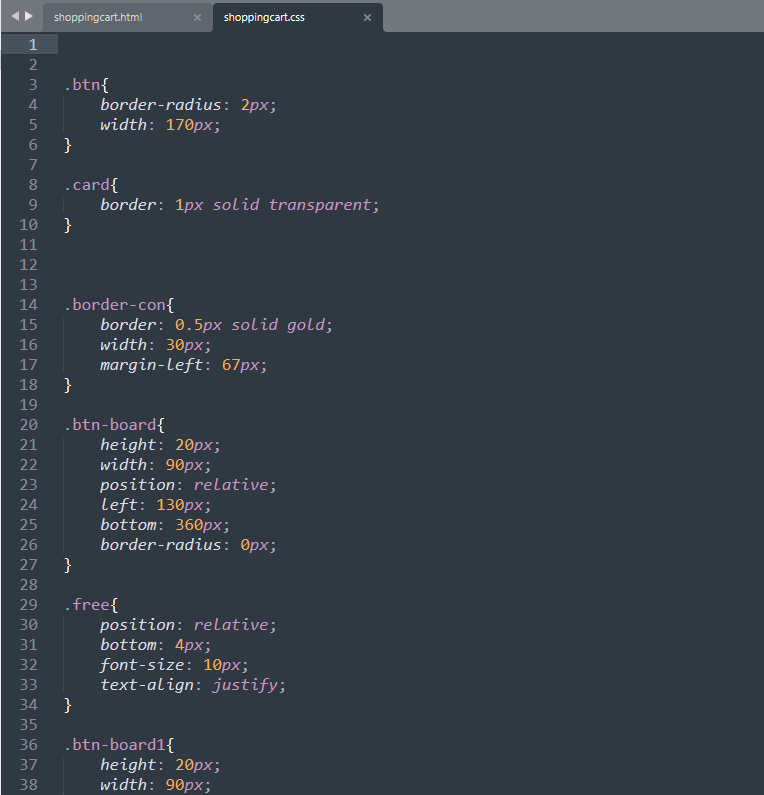 shoppingcart.html × shoppingcart.css ×
1
2
3 .btn{
4 border-radius: 2px;
5 width: 170px;
6 }
7
8 .card{
9 border: 1px solid transparent;
10 }
11
12
13
14 .border-con{
15 border: 0.5px solid gold;
16 width: 30px;
17 margin-left: 67px;
18 }
19
20 .btn-board{
21 height: 20px;
22 width: 90px;
23 position: relative;
24 left: 130px;
25 bottom: 360px;
26 border-radius: 0px;
27 }
28
29 .free{
30 position: relative;
31 bottom: 4px;
32 font-size: 10px;
33 text-align: justify;
34 }
35
36 .btn-board1{
37 height: 20px;
38 width: 90px;